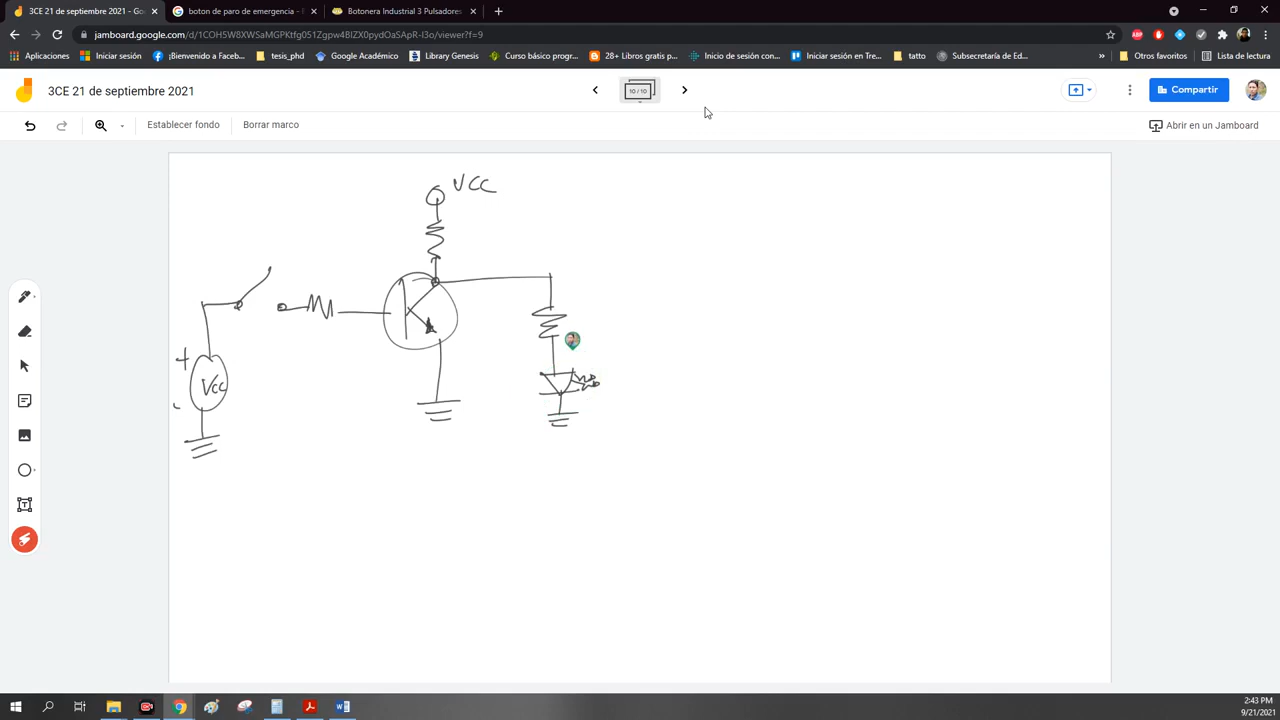 3CE 21 de septiembre 2021 - Go
boton de paro de emergencia - P
Botonera Industrial 3 Pulsadores
jamboard.google.com/d/1COH5W8XWSaMGPKtfg051Zgpw4BIZX0pydOaSApR-I3o/viewer?f=9
Aplicaciones
Iniciar sesión
¡Bienvenido a Faceb...
tesis_phd
Google Académico
Library Genesis
Curso básico progr...
28+ Libros gratis p...
Inicio de sesión con...
Iniciar sesión en Tre...
tatto
Subsecretaría de Ed...
»
Otros favoritos
Lista de lectura
3CE 21 de septiembre 2021
10 / 10
Compartir
Establecer fondo
Borrar marco
Abrir en un Jamboard
VCC
+
VCC
-
2:43 PM
9/21/2021